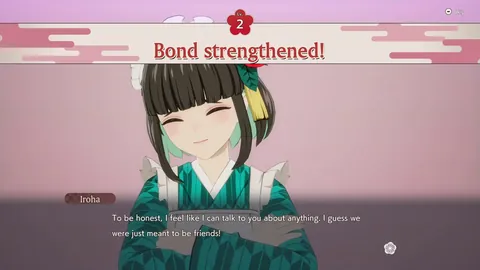 2
Bond strengthened!
Iroha
To be honest, I feel like I can talk to you about anything. I guess we
were just meant to be friends!